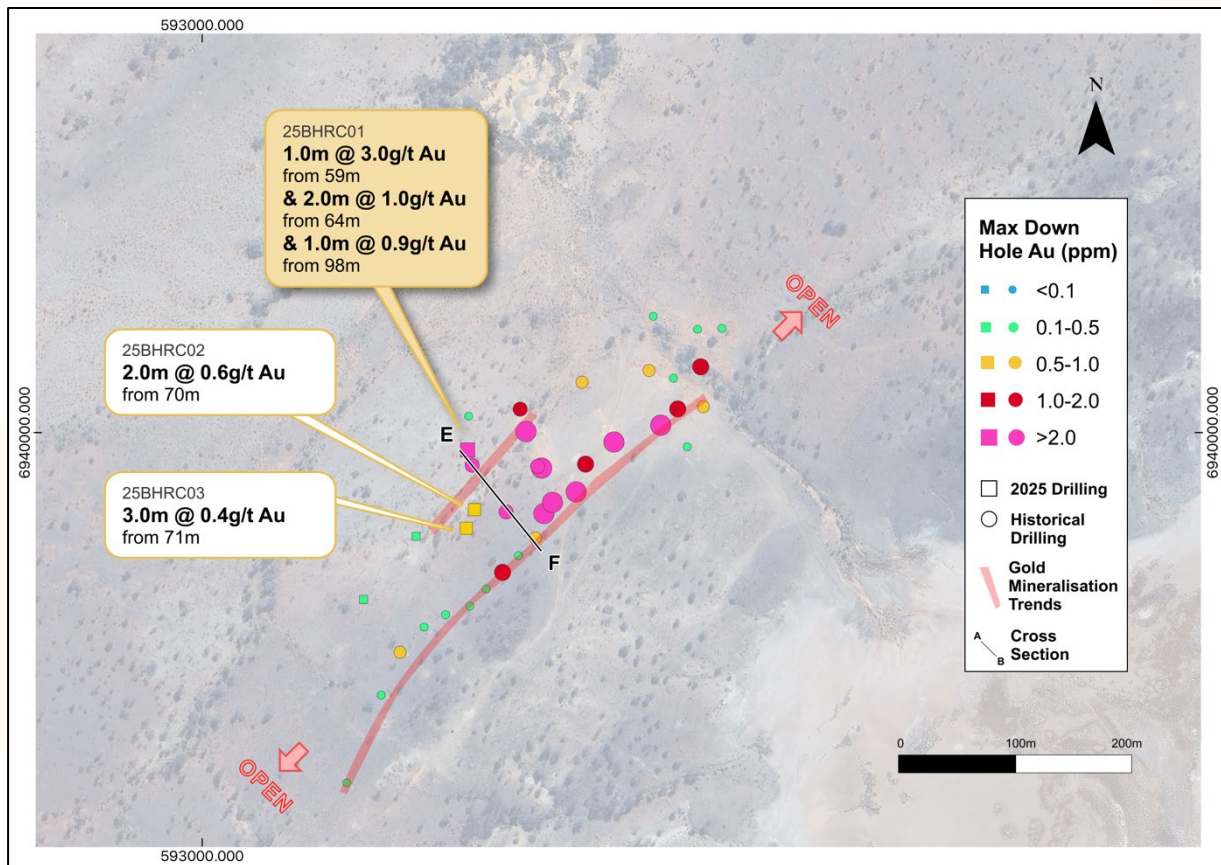 593000.000
N
25BHRC01
1.0m @ 3.0g/t Au
from 59m
& 2.0m @ 1.0g/t Au
from 64m
& 1.0m @ 0.9g/t Au
from 98m
Max Down
Hole Au (ppm)
<0.1
0.1-0.5
0.5-1.0
1.0-2.0
>2.0
2025 Drilling
Historical
Drilling
Gold
Mineralisation
Trends
A
B
Cross
Section
OPEN
25BHRC02
2.0m @ 0.6g/t Au
from 70m
E
6940000.000
6940000.000
25BHRC03
3.0m @ 0.4g/t Au
from 71m
F
OPEN
0
100m
200m
593000.000